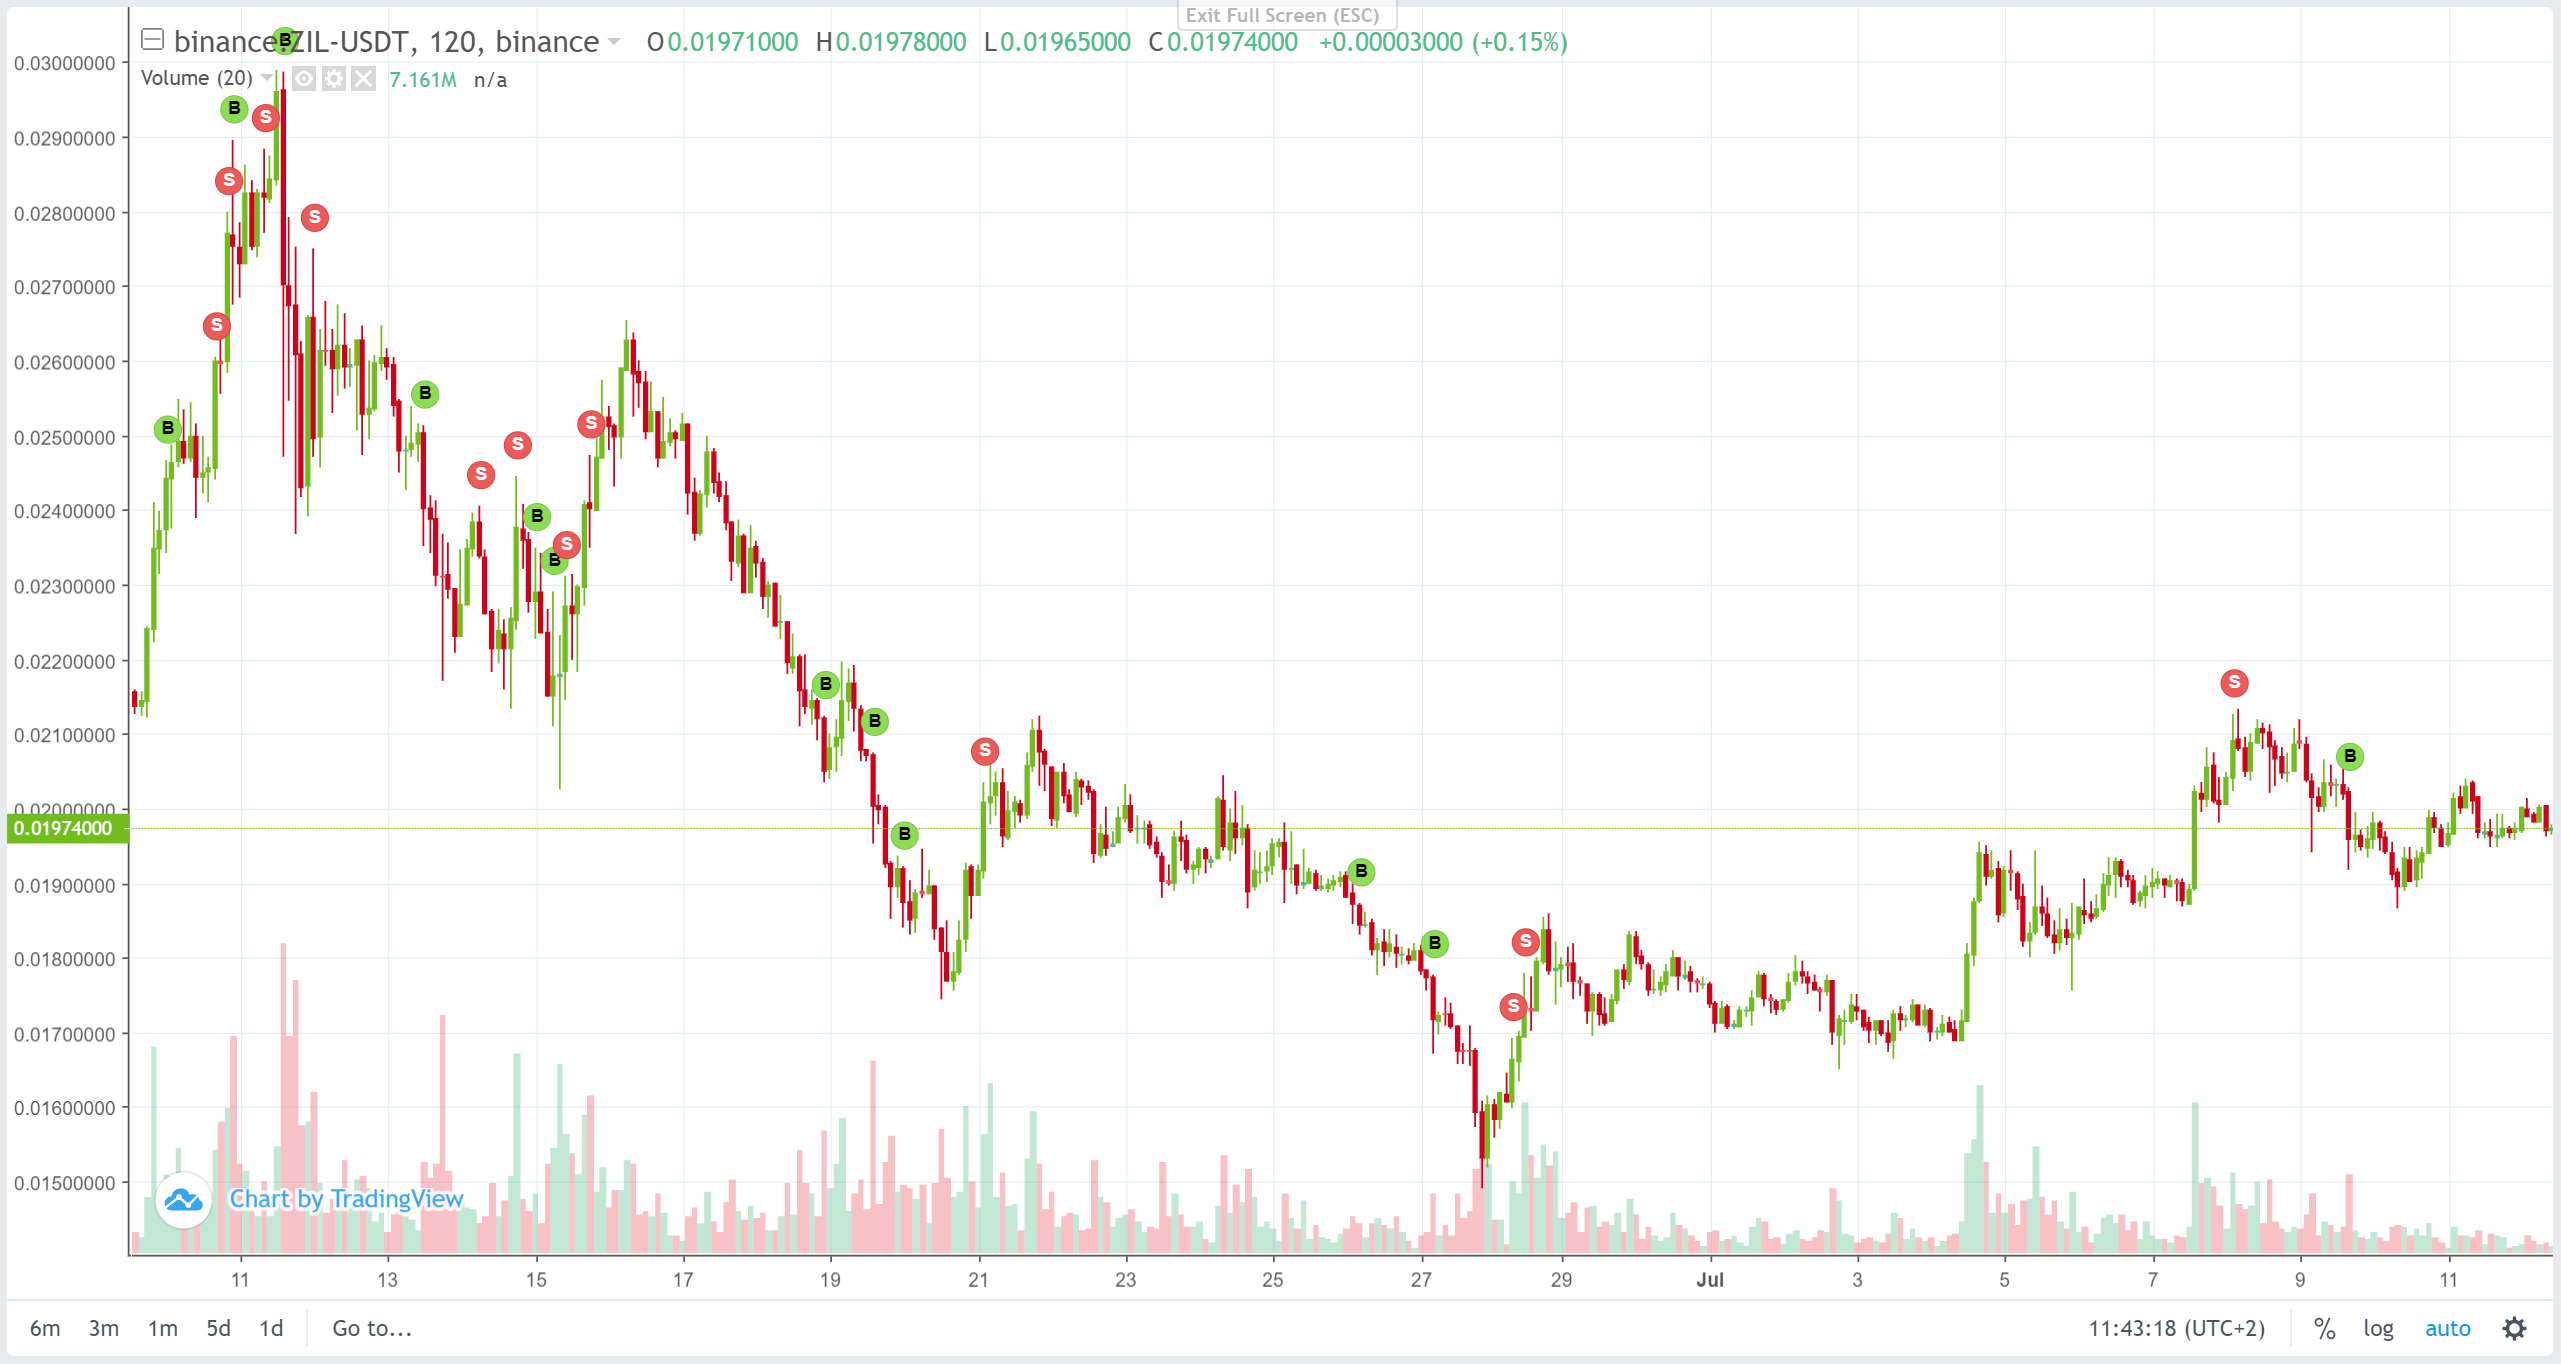 Exit Full Screen (ESC)
binance:ZIL-USDT, 120, binance O0.01971000 H0.01978000 L0.01965000 C0.01974000 +0.00003000 (+0.15%)
Volume (20) 7.161M n/a
0.03000000
0.02900000
0.02800000
0.02700000
0.02600000
0.02500000
0.02400000
0.02300000
0.02200000
0.02100000
0.02000000
0.01974000
0.01900000
0.01800000
0.01700000
0.01600000
0.01500000
B
B
S
S
S
S
B
B
S
S
B
B
S
S
B
B
B
S
B
B
S
S
S
B
Chart by TradingView
11 13 15 17 19 21 23 25 27 29 Jul 3 5 7 9 11
6m 3m 1m 5d 1d Go to... 11:43:18 (UTC+2) % log auto